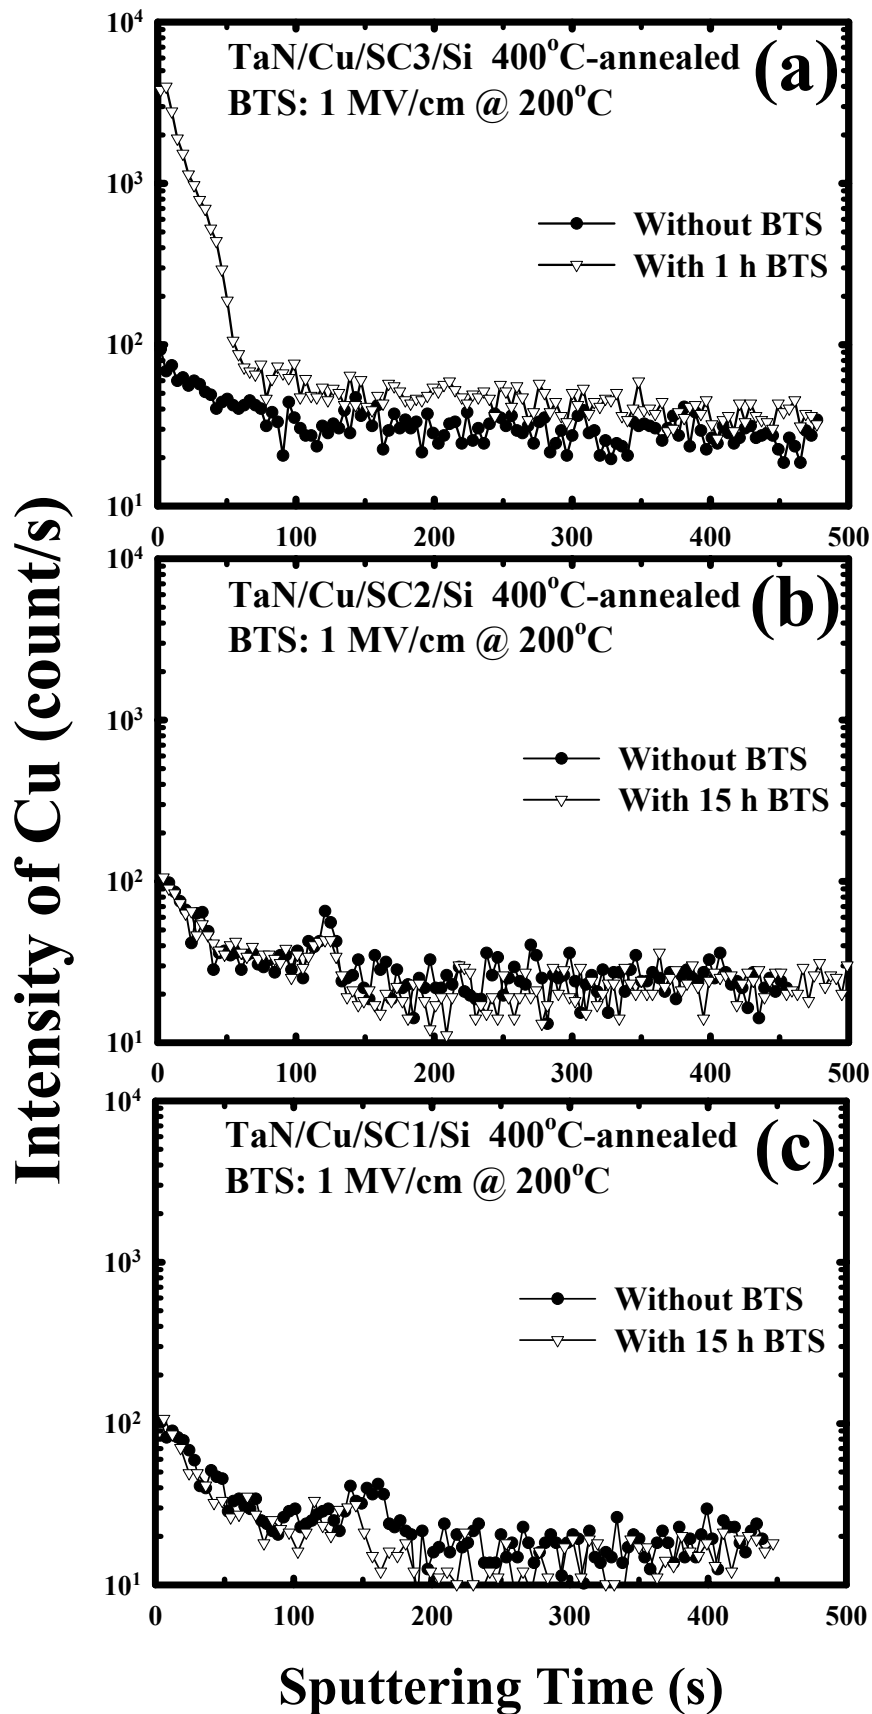 Intensity of Cu (count/s)
TaN/Cu/SC3/Si 400°C-annealed
(a)
BTS: 1 MV/cm @ 200°C
Without BTS
With 1 h BTS
10⁴
10³
10²
10¹
0 100 200 300 400 500
TaN/Cu/SC2/Si 400°C-annealed
(b)
BTS: 1 MV/cm @ 200°C
Without BTS
With 15 h BTS
10⁴
10³
10²
10¹
0 100 200 300 400 500
TaN/Cu/SC1/Si 400°C-annealed
(c)
BTS: 1 MV/cm @ 200°C
Without BTS
With 15 h BTS
10⁴
10³
10²
10¹
0 100 200 300 400 500
Sputtering Time (s)